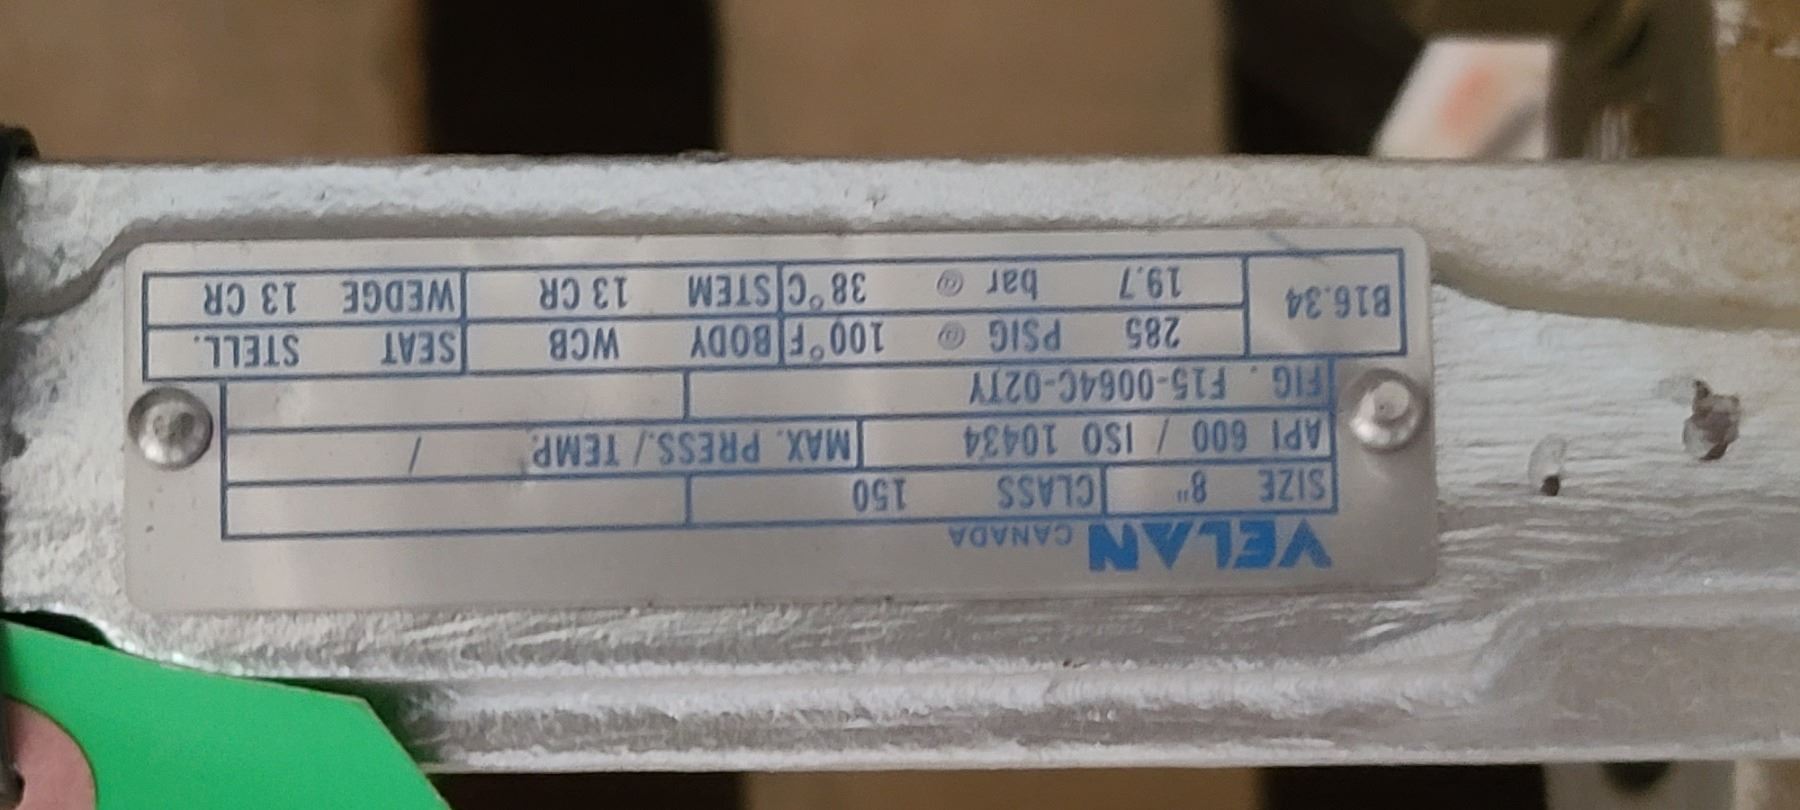 VELAN CANADA
SIZE 8" CLASS 150
API 600 / ISO 10434 MAX. PRESS./TEMP. /
FIG. F15-0064C-02TY
B16.34 285 PSIG @ 100°F BODY WCB SEAT STELL.
19.7 bar @ 38°C STEM 13 CR WEDGE 13 CR